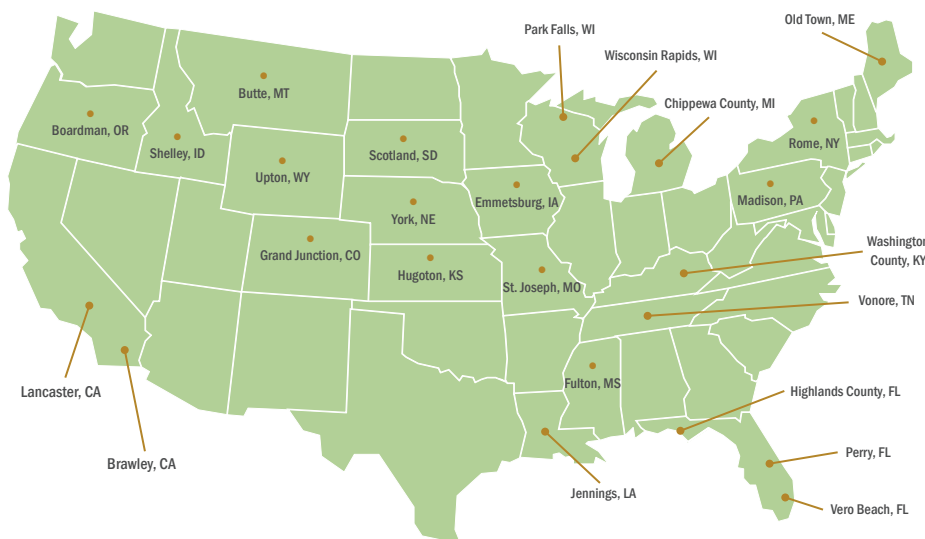 Old Town, ME
Park Falls, WI
Wisconsin Rapids, WI
Butte, MT
Chippewa County, MI
Boardman, OR
Rome, NY
Shelley, ID
Scotland, SD
Upton, WY
Emmetsburg, IA
Madison, PA
York, NE
Washington
County, KY
Grand Junction, CO
Hugoton, KS
St. Joseph, MO
Vonore, TN
Lancaster, CA
Fulton, MS
Highlands County, FL
Perry, FL
Brawley, CA
Jennings, LA
Vero Beach, FL